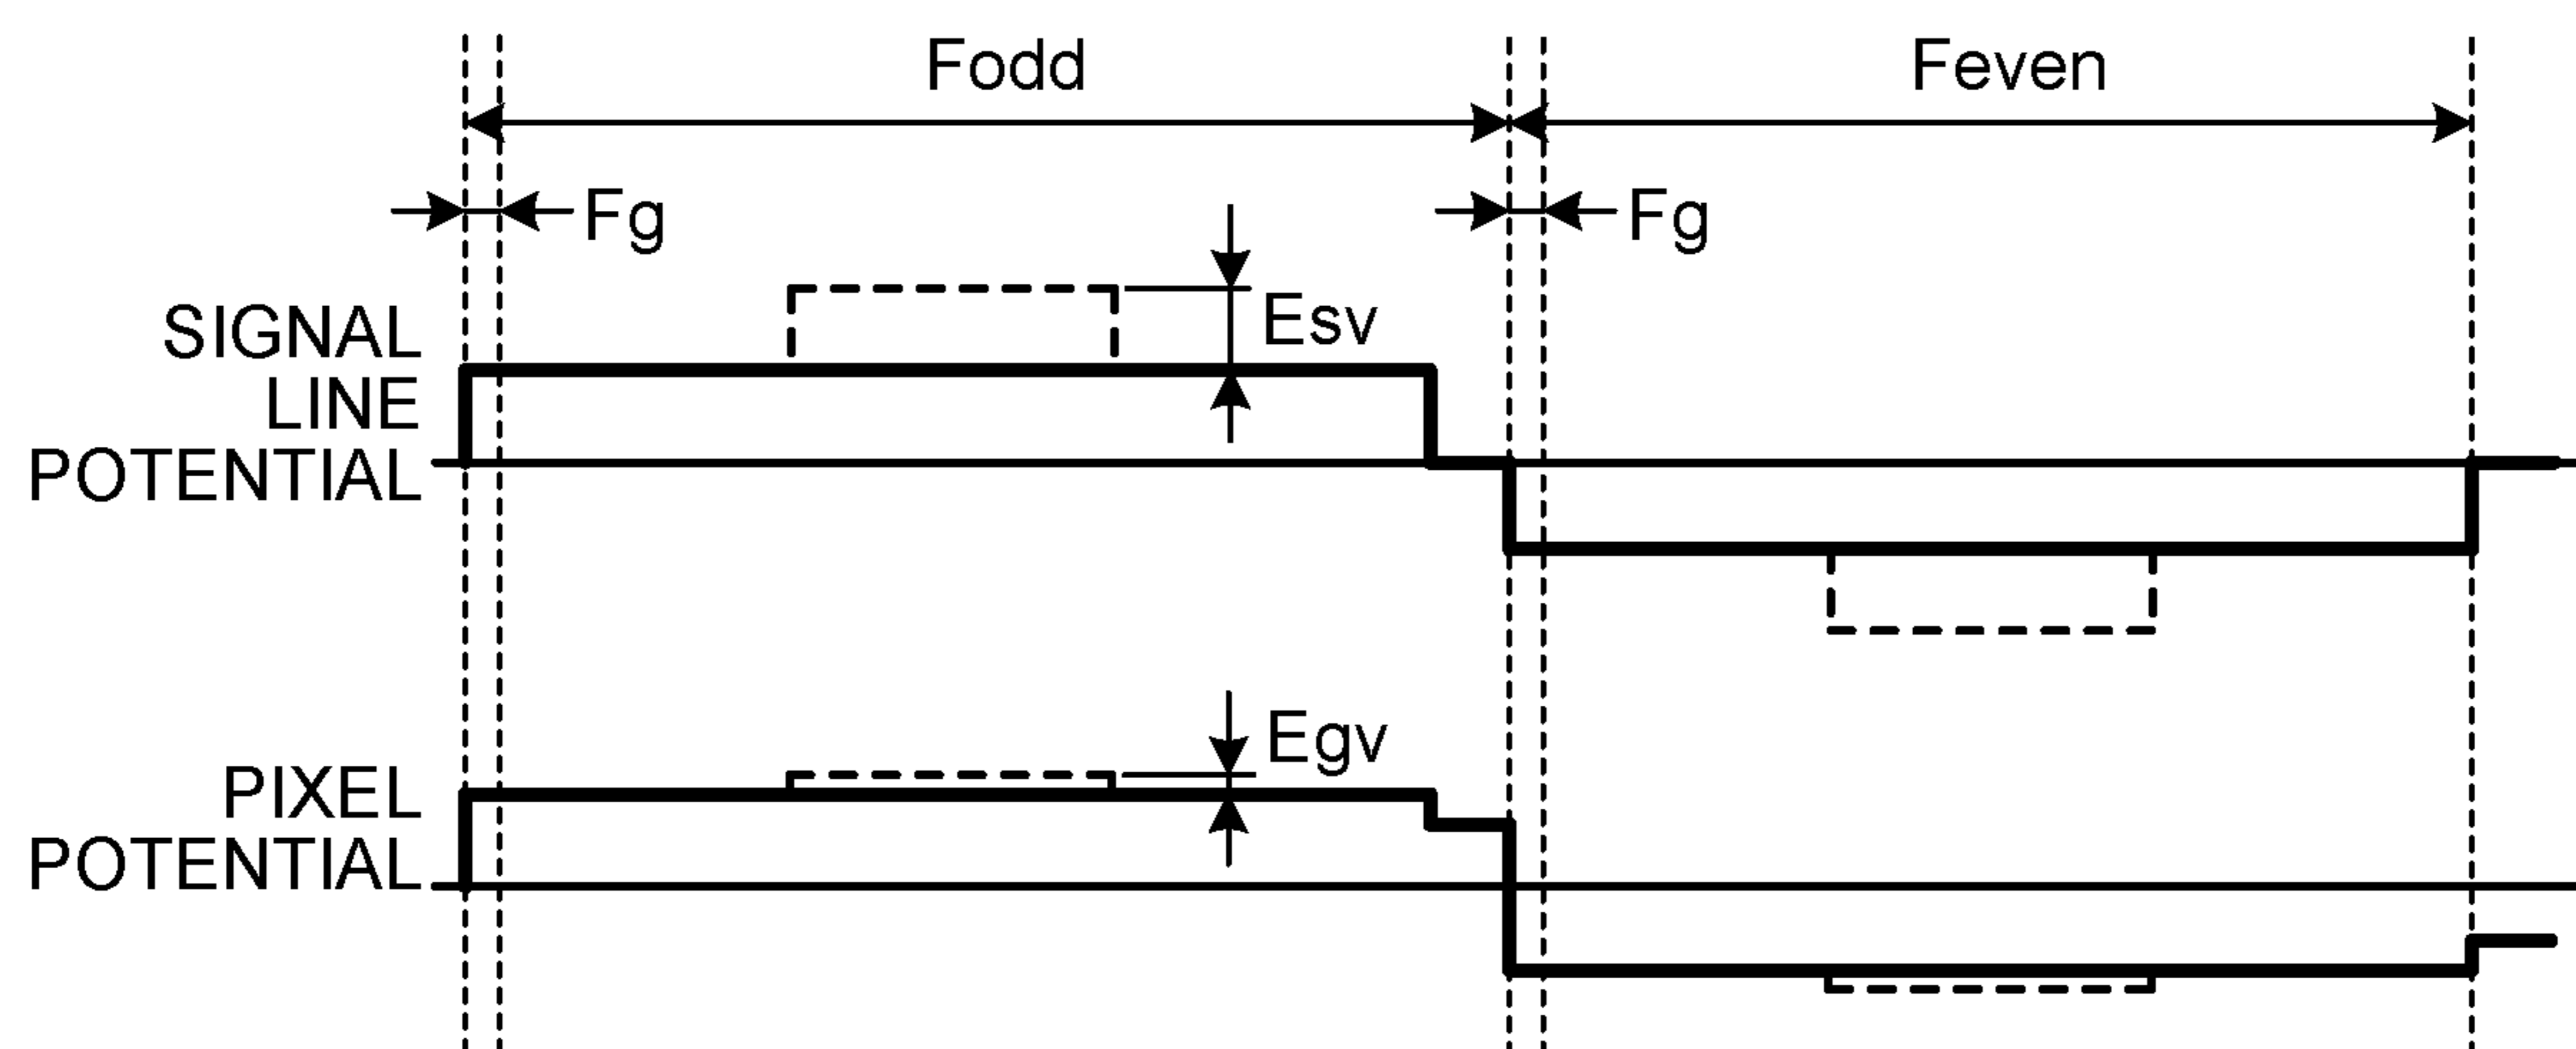 Fodd
Feven
Fg
Fg
Esv
SIGNAL
LINE
POTENTIAL
Egv
PIXEL
POTENTIAL